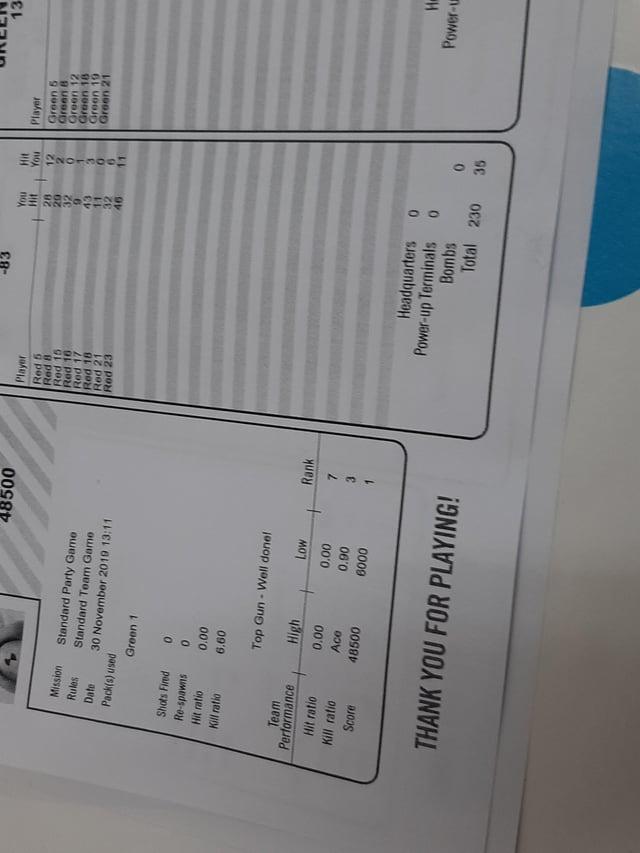 48500
Mission Standard Party Game
Rules Standard Team Game
Date 30 November 2019 13:11
Pack(s) used
Green 1
Shots Fired 0
Re-spawns 0
Hit ratio 0.00
Kill ratio 6.60
Top Gun - Well done!
Team
Performance High Low Rank
Hit ratio 0.00 0.00 7
Kill ratio Ace 0.90 3
Score 48500 6000 1
THANK YOU FOR PLAYING!
-83
Player You Hit Hit You
Red 5 28 12
Red 8 29 2
Red 15 32 0
Red 16 9 1
Red 17 43 3
Red 18 11 0
Red 21 32 6
Red 23 46 11
Headquarters 0
Power-up Terminals 0
Bombs 0
Total 230 35
GREEN
13
Player
Green 5
Green 8
Green 12
Green 18
Green 19
Green 21
He
Power-u